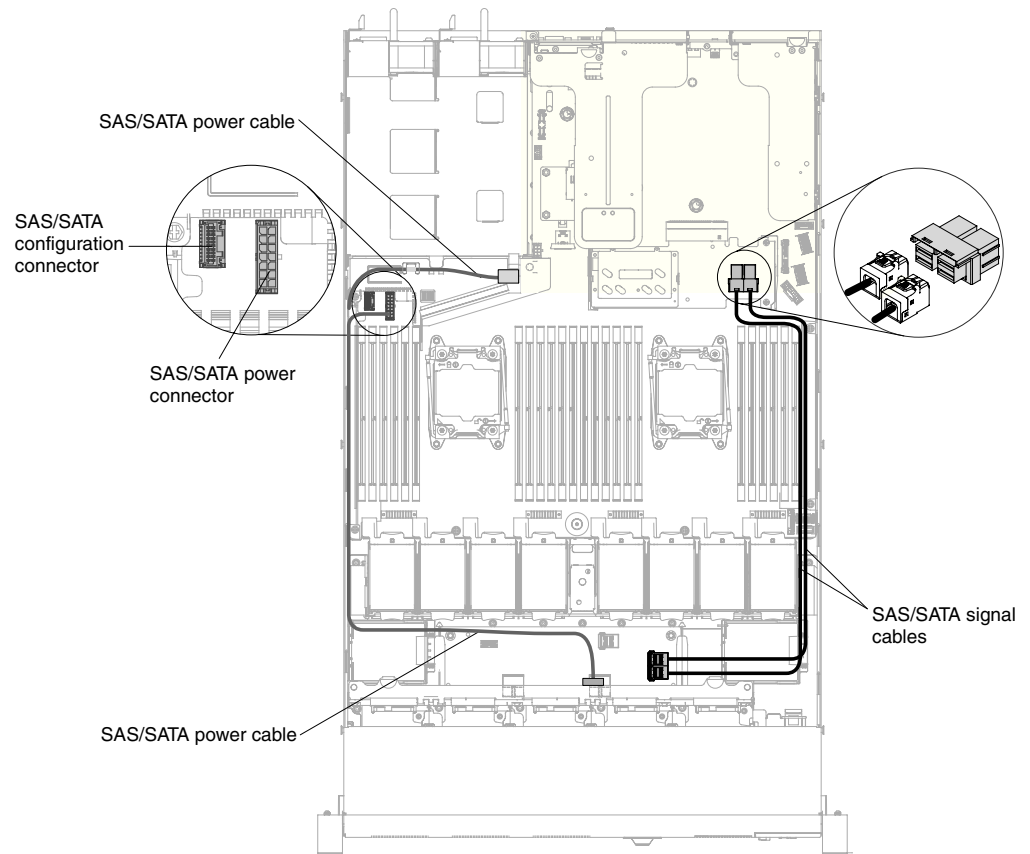 SAS/SATA power cable
SAS/SATA
configuration
connector
SAS/SATA power
connector
SAS/SATA signal
cables
SAS/SATA power cable